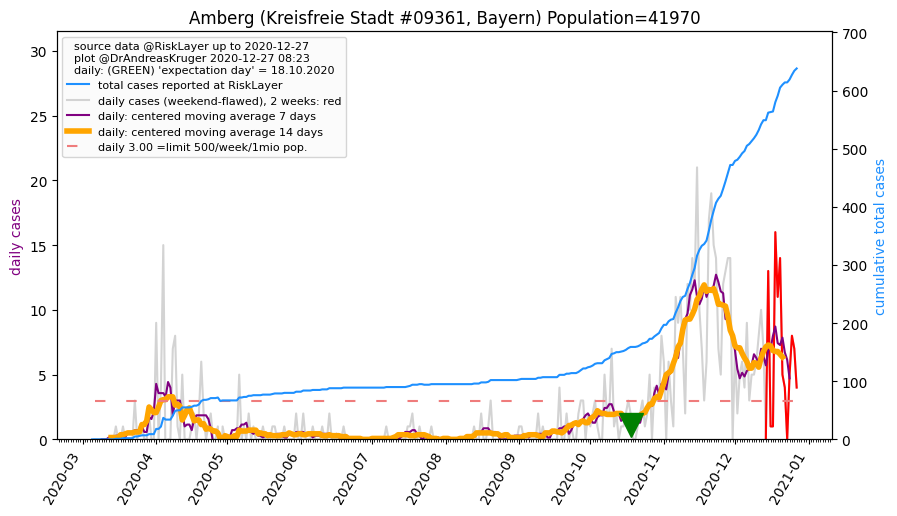 Amberg (Kreisfreie Stadt #09361, Bayern) Population=41970
source data @RiskLayer up to 2020-12-27
plot @DrAndreasKruger 2020-12-27 08:23
daily: (GREEN) 'expectation day' = 18.10.2020
total cases reported at RiskLayer
daily cases (weekend-flawed), 2 weeks: red
daily: centered moving average 7 days
daily: centered moving average 14 days
daily 3.00 =limit 500/week/1mio pop.
daily cases
30
25
20
15
10
5
0
cumulative total cases
700
600
500
400
300
200
100
0
2020-03
2020-04
2020-05
2020-06
2020-07
2020-08
2020-09
2020-10
2020-11
2020-12
2021-01